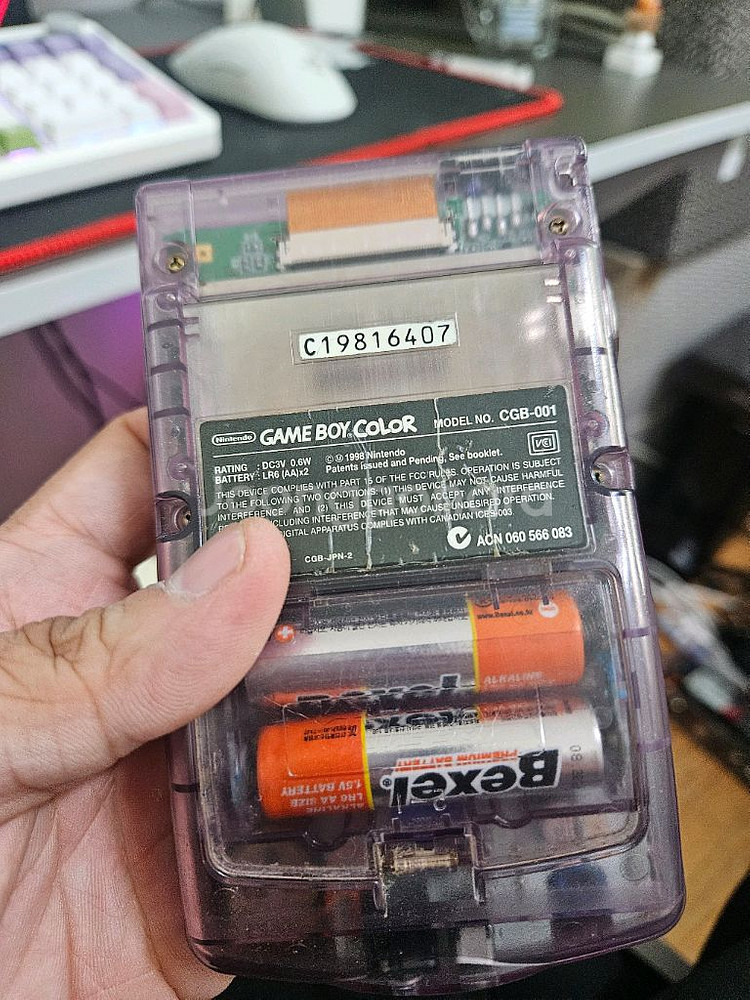 C19816407
Nintendo GAME BOY COLOR MODEL NO. CGB-001
RATING : DC3V 0.6W © Ⓜ 1998 Nintendo
BATTERY : LR6 (AA)x2 Patents issued and Pending. See booklet.
VCI
THIS DEVICE COMPLIES WITH PART 15 OF THE FCC RULES. OPERATION IS SUBJECT
TO THE FOLLOWING TWO CONDITIONS: (1) THIS DEVICE MAY NOT CAUSE HARMFUL
INTERFERENCE, AND (2) THIS DEVICE MUST ACCEPT ANY INTERFERENCE
INCLUDING INTERFERENCE THAT MAY CAUSE UNDESIRED OPERATION.
DIGITAL APPARATUS COMPLIES WITH CANADIAN ICES-003.
CGB-JPN-2
ACN 060 566 083
ALKALINE
Bexel
PREMIUM BATTERY
ALKALINE
LR6 AA SIZE
1.5V BATTERY